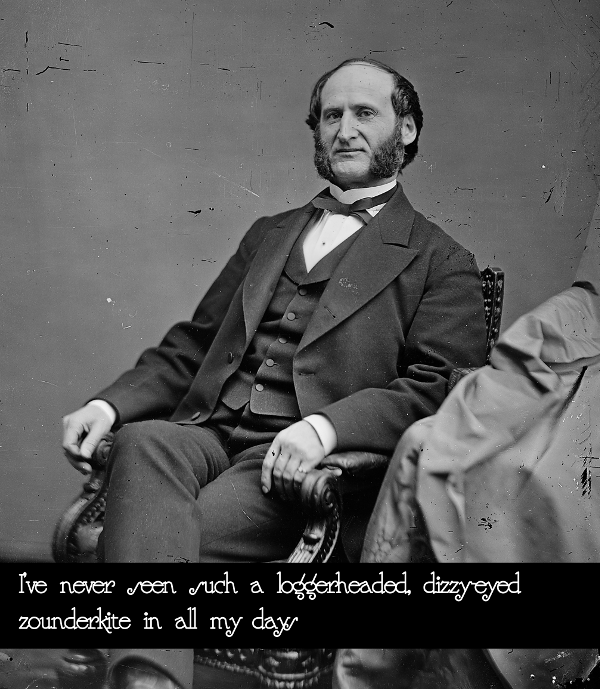 I've never seen such a loggerheaded, dizzy-eyed
zounderkite in all my days